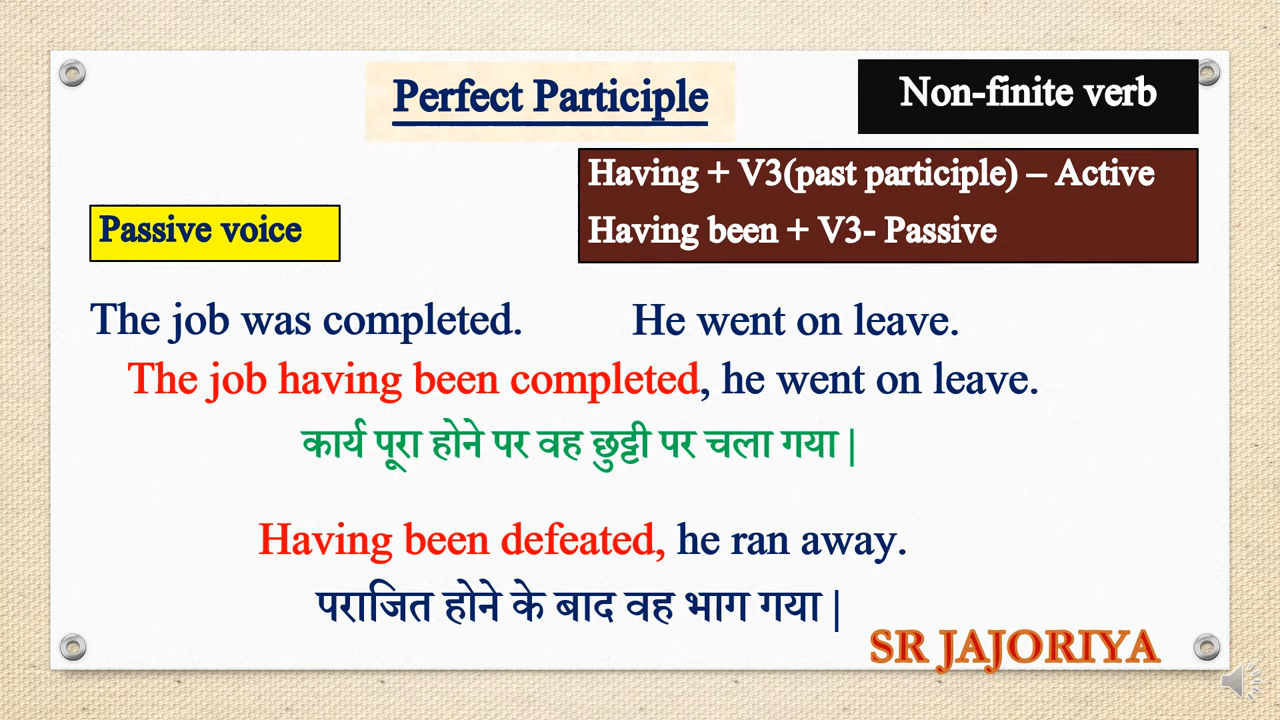 Perfect Participle
Non-finite verb
Having + V3(past participle) – Active
Having been + V3- Passive
Passive voice
The job was completed. He went on leave.
The job having been completed, he went on leave.
कार्य पूरा होने पर वह छुट्टी पर चला गया |
Having been defeated, he ran away.
पराजित होने के बाद वह भाग गया |
SR JAJORIYA